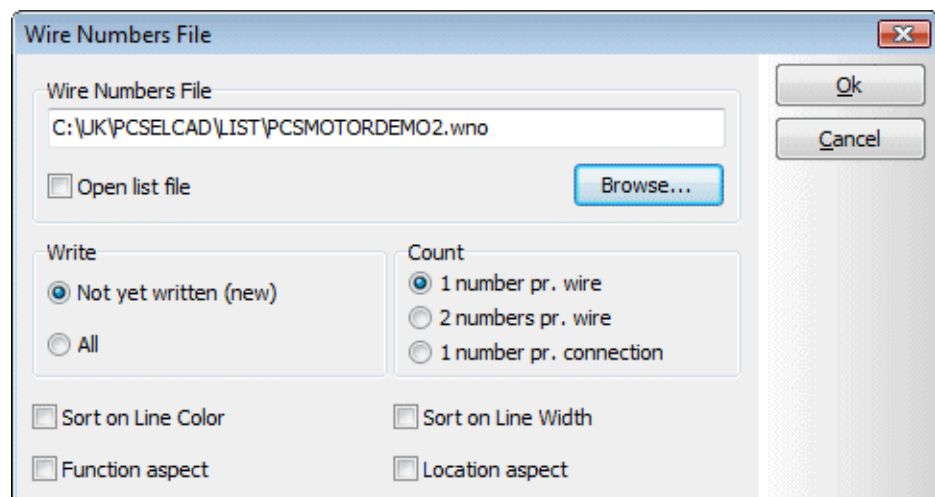 Wire Numbers File
Ok
Cancel
Wire Numbers File
C:\UK\PCSELCAD\LIST\PCSMOTORDEMO2.wno
Open list file
Browse...
Write
Not yet written (new)
All
Count
1 number pr. wire
2 numbers pr. wire
1 number pr. connection
Sort on Line Color
Sort on Line Width
Function aspect
Location aspect